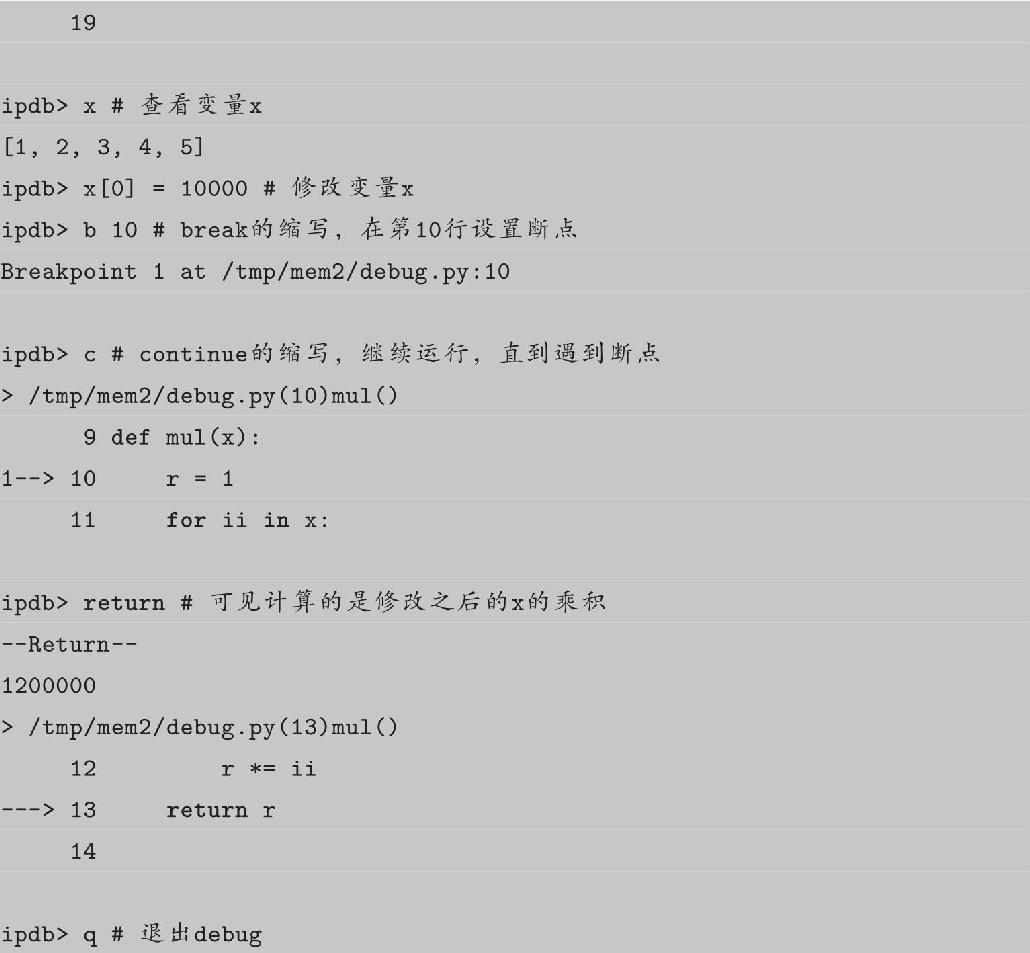 19
ipdb> x # 查看变量x
[1, 2, 3, 4, 5]
ipdb> x[0] = 10000 # 修改变量x
ipdb> b 10 # break的缩写，在第10行设置断点
Breakpoint 1 at /tmp/mem2/debug.py:10
ipdb> c # continue的缩写，继续运行，直到遇到断点
> /tmp/mem2/debug.py(10)mul()
9 def mul(x):
1--> 10     r = 1
11     for ii in x:
ipdb> return # 可见计算的是修改之后的x的乘积
--Return--
1200000
> /tmp/mem2/debug.py(13)mul()
12         r *= ii
---> 13     return r
14
ipdb> q # 退出debug